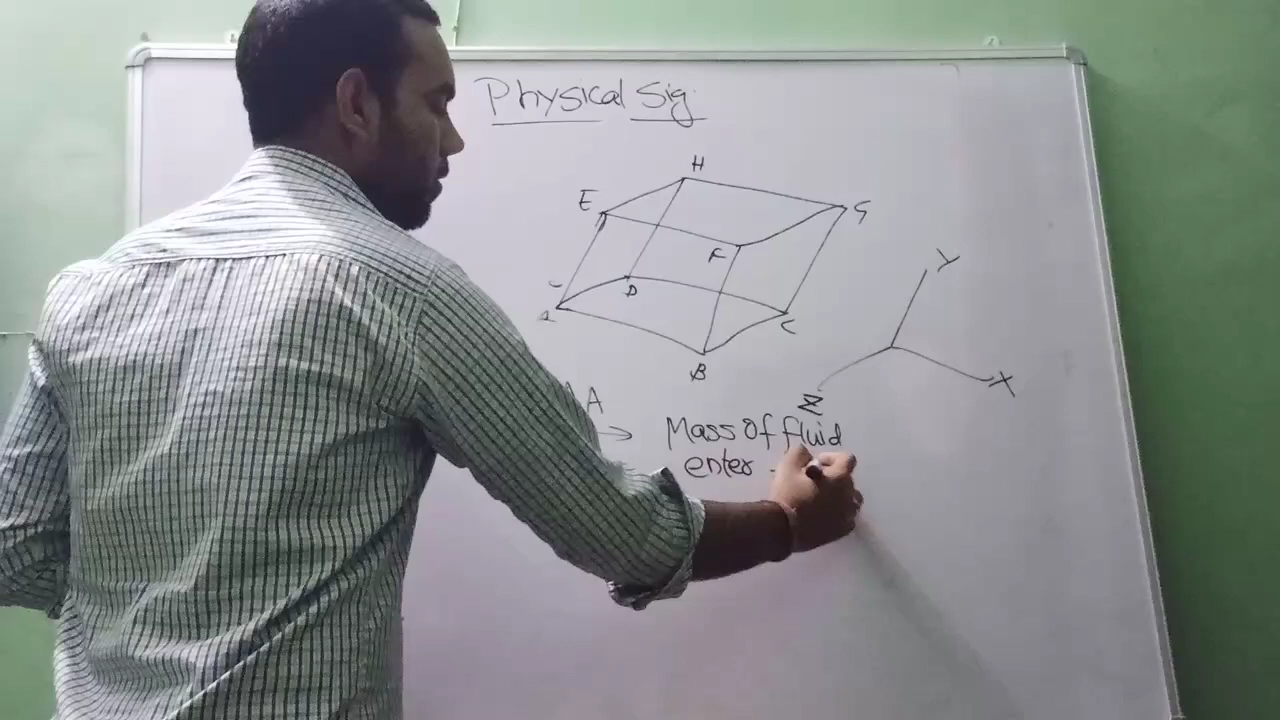 Physical Sig.
H
E
G
F
D
a
C
B
Y
X
Z
A
→ Mass Of fluid
enter